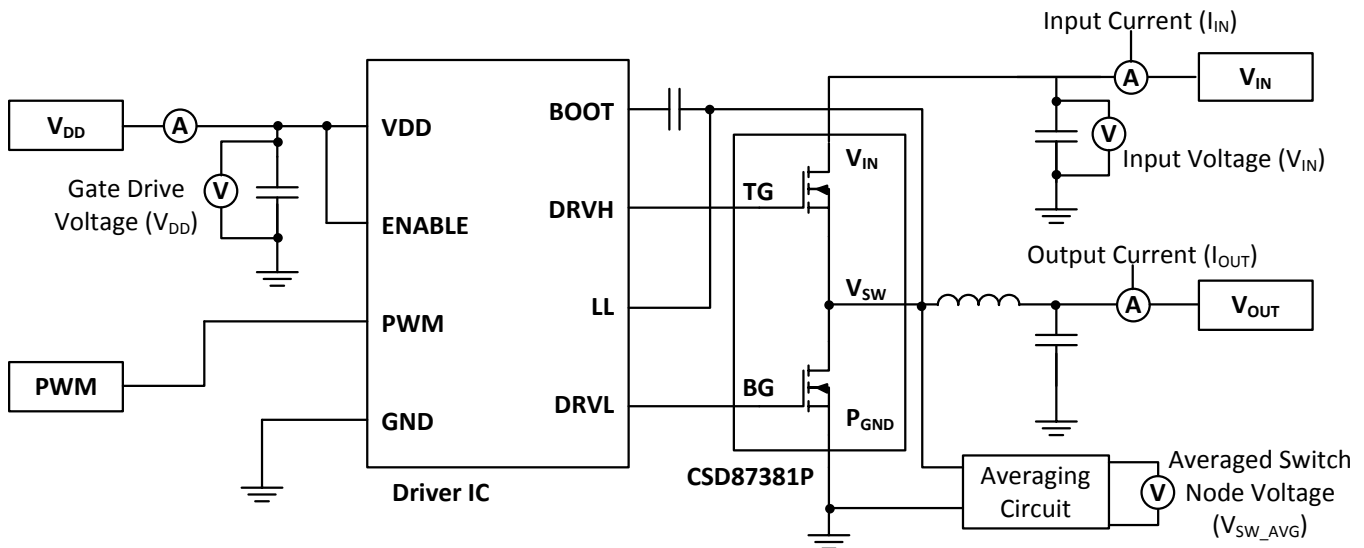 Input Current (I_IN)
A
V_IN
V_DD
A
VDD
BOOT
V
Input Voltage (V_IN)
V
Gate Drive
Voltage (V_DD)
V_IN
TG
DRVH
ENABLE
Output Current (I_OUT)
V_SW
LL
A
V_OUT
PWM
PWM
BG
DRVL
P_GND
GND
CSD87381P
Driver IC
Averaging
Circuit
V
Averaged Switch
Node Voltage
(V_SW_AVG)